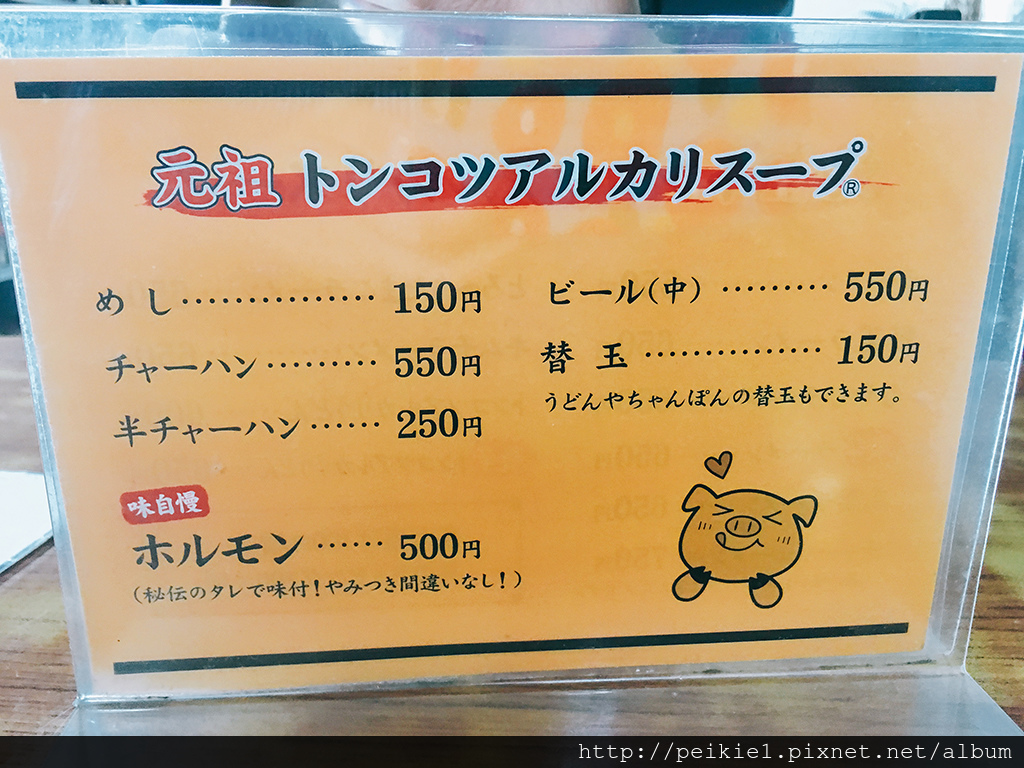 元祖 トンコツアルカリスープ®
めし…………… 150円
チャーハン……… 550円
半チャーハン…… 250円
味自慢
ホルモン…… 500円
(秘伝のタレで味付!やみつき間違いなし!)
ビール(中)……… 550円
替玉…………… 150円
うどんやちゃんぽんの替玉もできます。
http://peikie1.pixnet.net/album